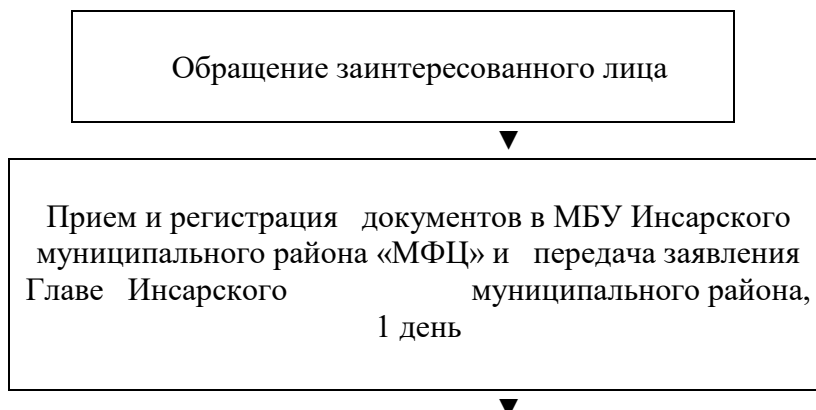 Обращение заинтересованного лица
Прием и регистрация документов в МБУ Инсарского
муниципального района «МФЦ» и передача заявления
Главе Инсарского муниципального района,
1 день